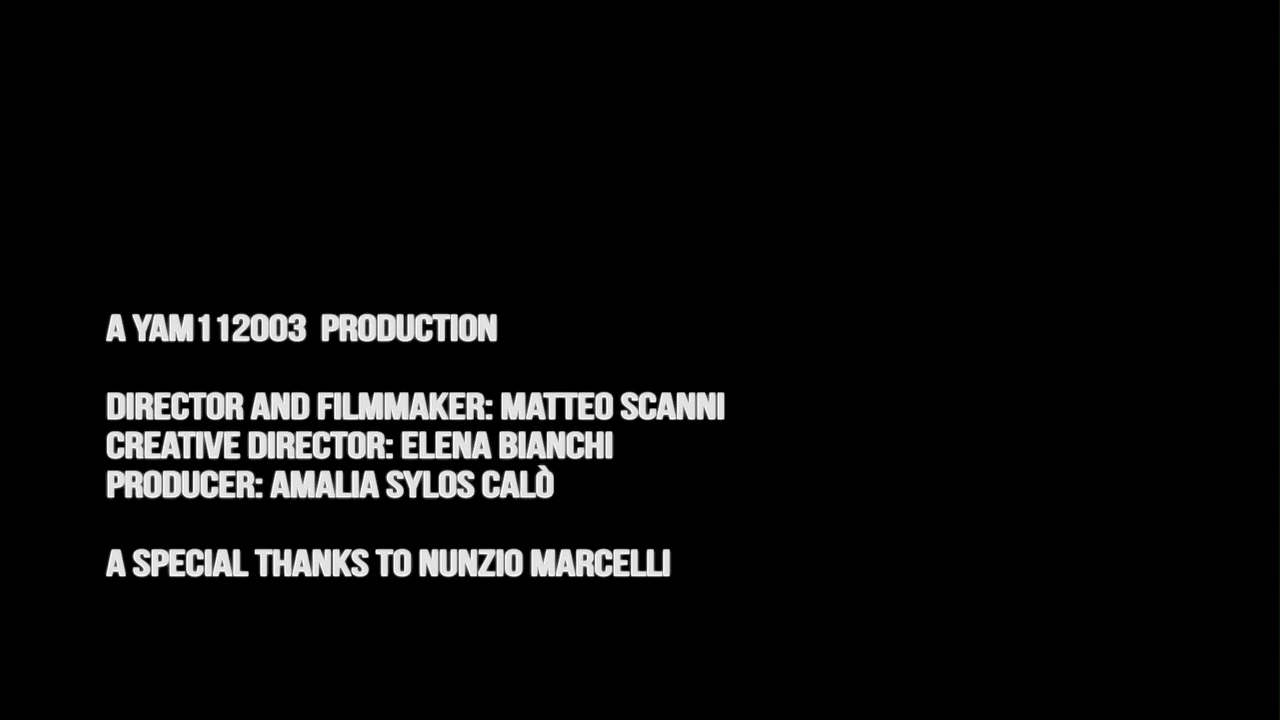 A YAM112003 PRODUCTION
DIRECTOR AND FILMMAKER: MATTEO SCANNI
CREATIVE DIRECTOR: ELENA BIANCHI
PRODUCER: AMALIA SYLOS CALÒ
A SPECIAL THANKS TO NUNZIO MARCELLI